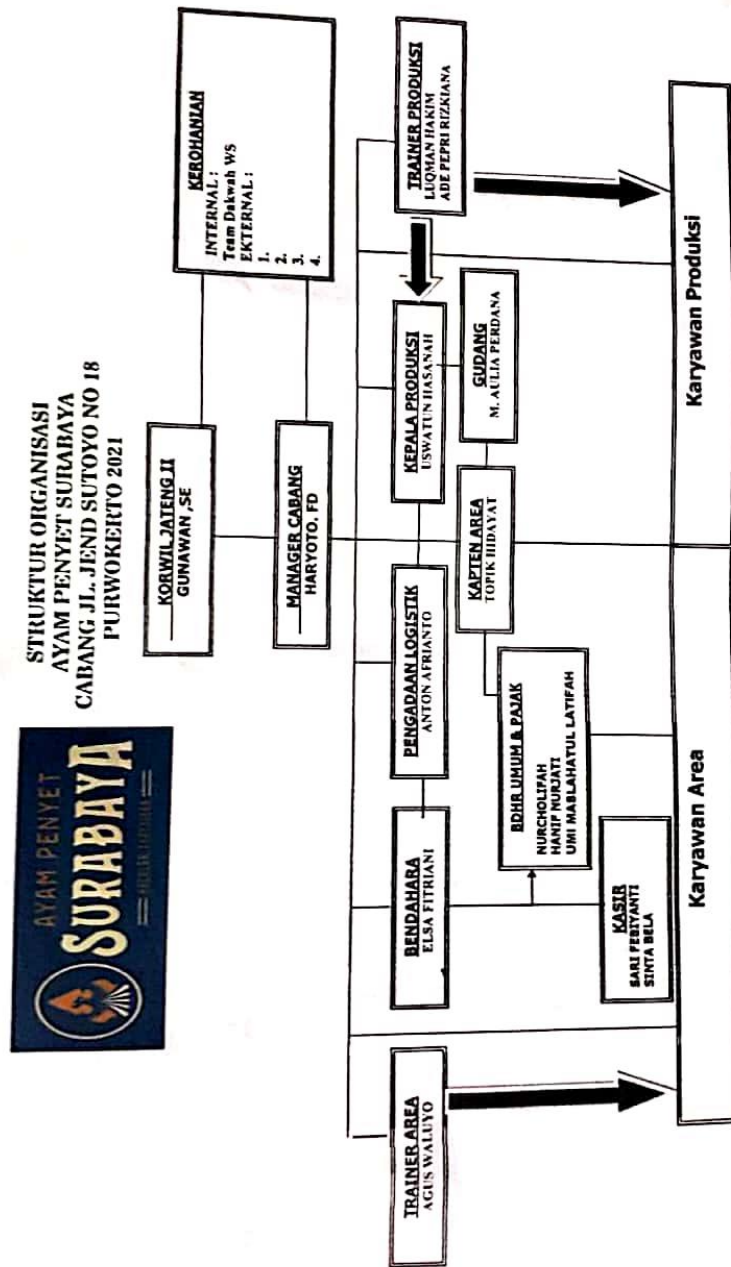 AYAM PENYET
SURABAYA
STRUKTUR ORGANISASI
AYAM PENYET SURABAYA
CABANG JL. JEND SUTOYO NO 18
PURWOKERTO 2021
KORWIL JATENG II
GUNAWAN ,SE
KEROHANIAN
INTERNAL :
Team Dakwah WS
EKTERNAL :
1.
2.
3.
4.
MANAGER CABANG
HARYOTO. FD
TRAINER AREA
AGUS WALUYO
BENDAHARA
ELSA FITRIANI
PENGADAAN LOGISTIK
ANTON AFRIANTO
KEPALA PRODUKSI
USWATUN HASANAH
TRAINER PRODUKSI
LUQMAN HAKIM
ADE PEPRI RIZKIANA
KAPTEN AREA
TOPIK HIDAYAT
GUDANG
M. AULIA PERDANA
BDHR UMUM & PAJAK
NURCHOLIFAH
HANIF NURJATI
UMI MABLAHATUL LATIFAH
KASIR
SARI FEBIYANTI
SINTA BELA
Karyawan Area
Karyawan Produksi